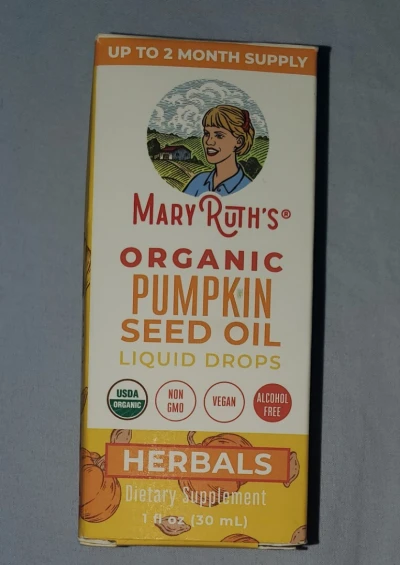 UP TO 2 MONTH SUPPLY
MARY RUTH'S®
ORGANIC
PUMPKIN
SEED OIL
LIQUID DROPS
USDA
ORGANIC
NON
GMO
VEGAN
ALCOHOL
FREE
HERBALS
Dietary Supplement
1 fl oz (30 mL)